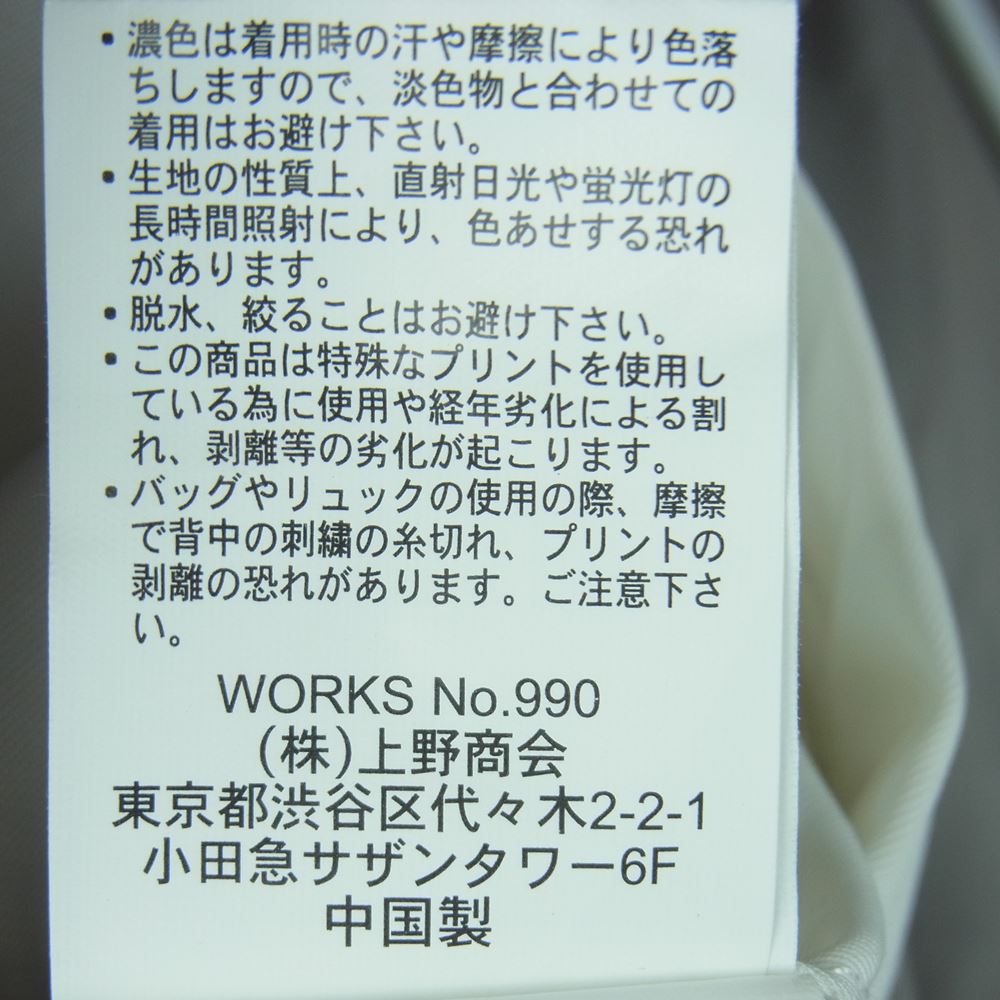 ・濃色は着用時の汗や摩擦により色落
ちしますので、淡色物と合わせての
着用はお避け下さい。
・生地の性質上、直射日光や蛍光灯の
長時間照射により、色あせする恐れ
があります。
・脱水、絞ることはお避け下さい。
・この商品は特殊なプリントを使用し
ている為に使用や経年劣化による割
れ、剥離等の劣化が起こります。
・バッグやリュックの使用の際、摩擦
で背中の刺繍の糸切れ、プリントの
剥離の恐れがあります。ご注意下さ
い。
WORKS No.990
(株)上野商会
東京都渋谷区代々木2-2-1
小田急サザンタワー6F
中国製